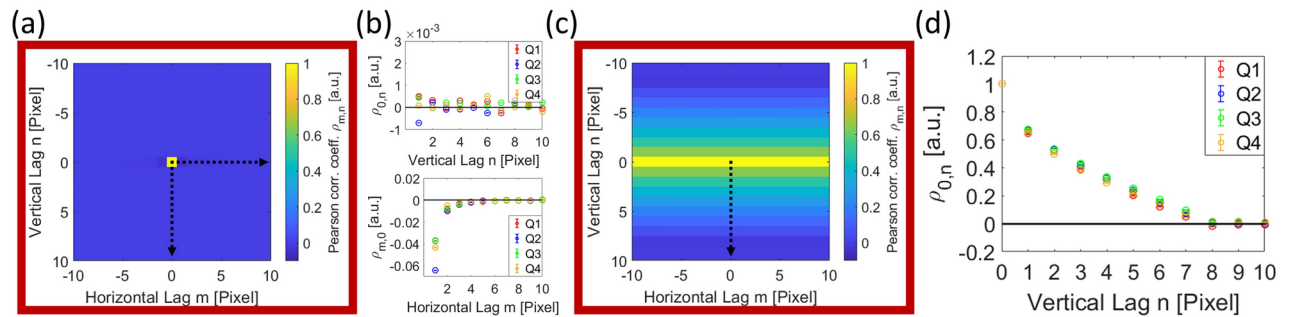 (a)
-10
-5
0
5
10
-10 -5 0 5 10
Vertical Lag n [Pixel]
Horizontal Lag m [Pixel]
1
0.8
0.6
0.4
0.2
0
Pearson corr. coeff. ρm,n [a.u.]
(b)
×10-3
3
2
1
0
-1
ρ0,n [a.u.]
2 4 6 8 10
Vertical Lag n [Pixel]
Q1
Q2
Q3
Q4
0.02
0
-0.02
-0.04
-0.06
ρm,0 [a.u.]
2 4 6 8 10
Horizontal Lag m [Pixel]
Q1
Q2
Q3
Q4
(c)
-10
-5
0
5
10
-10 -5 0 5 10
Vertical Lag n [Pixel]
Horizontal Lag m [Pixel]
1
0.8
0.6
0.4
0.2
0
Pearson corr. coeff. ρm,n [a.u.]
(d)
1.2
1
0.8
0.6
0.4
0.2
0
-0.2
ρ0,n [a.u.]
0 1 2 3 4 5 6 7 8 9 10
Vertical Lag n [Pixel]
Q1
Q2
Q3
Q4